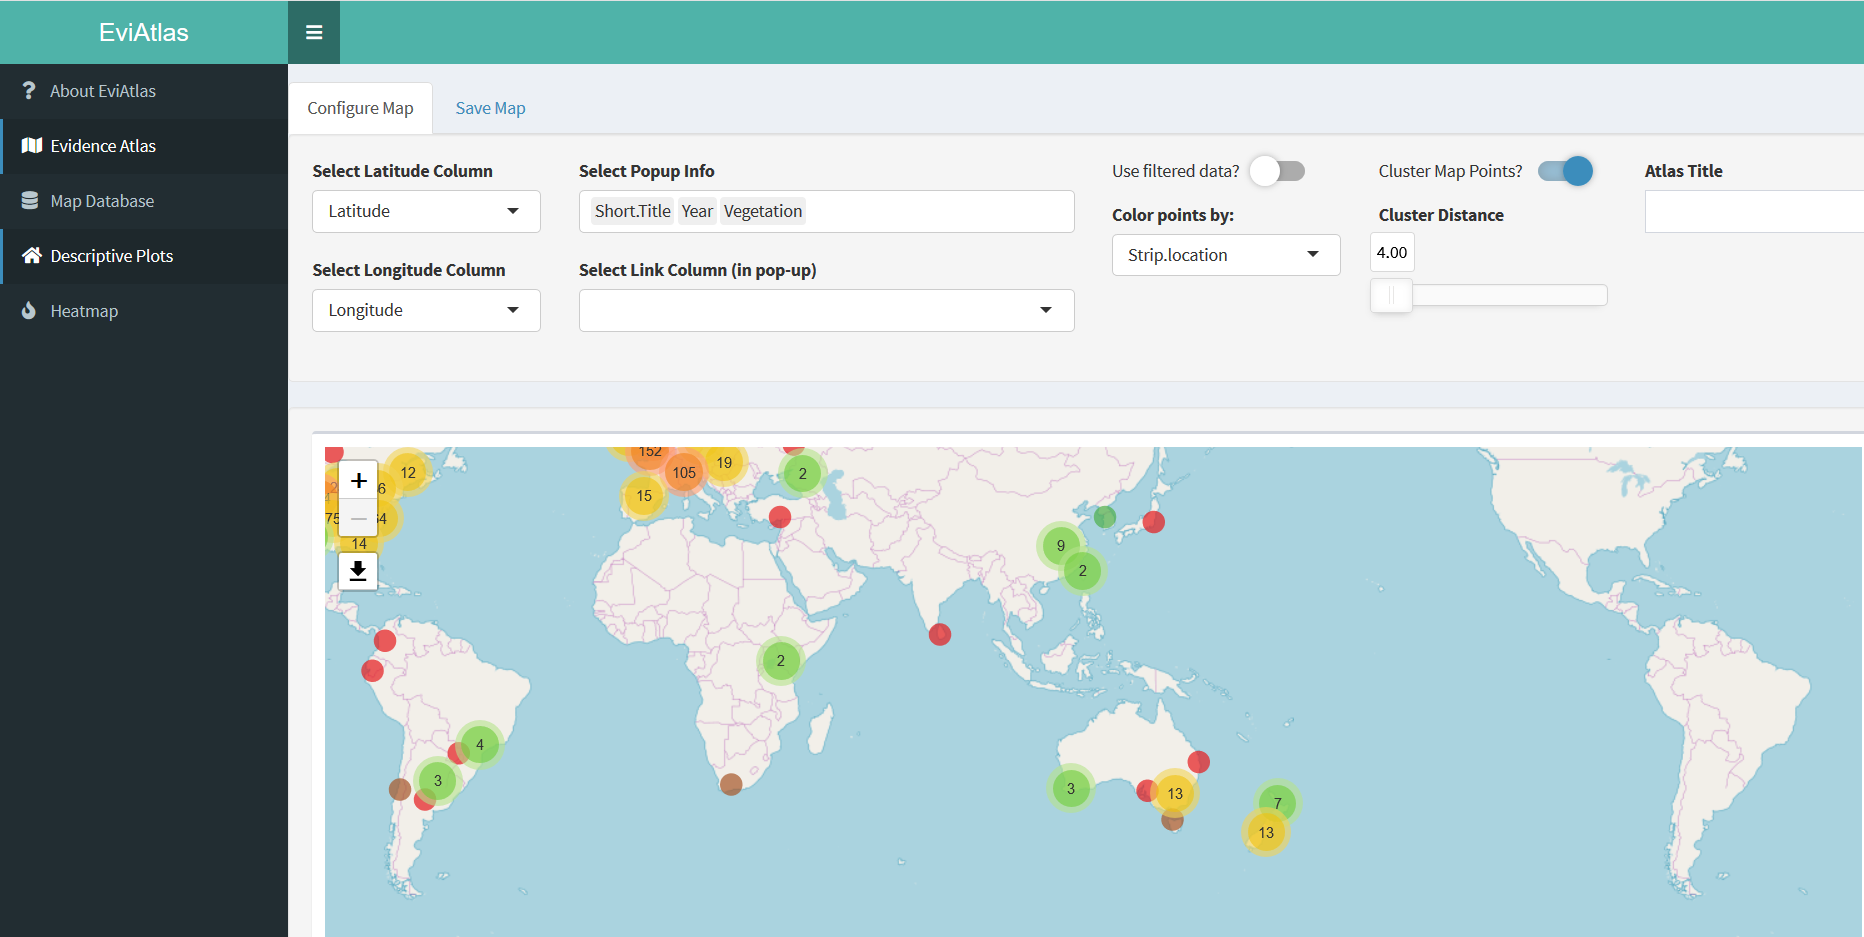 EviAtlas
About EviAtlas
Evidence Atlas
Map Database
Descriptive Plots
Heatmap
Configure Map
Save Map
Select Latitude Column
Latitude
Select Longitude Column
Longitude
Select Popup Info
Short.Title Year Vegetation
Select Link Column (in pop-up)
Use filtered data?
Color points by:
Strip.location
Cluster Map Points?
Cluster Distance
4.00
Atlas Title
12
152
105
19
2
15
+
−
14
9
2
2
4
3
3
13
7
13